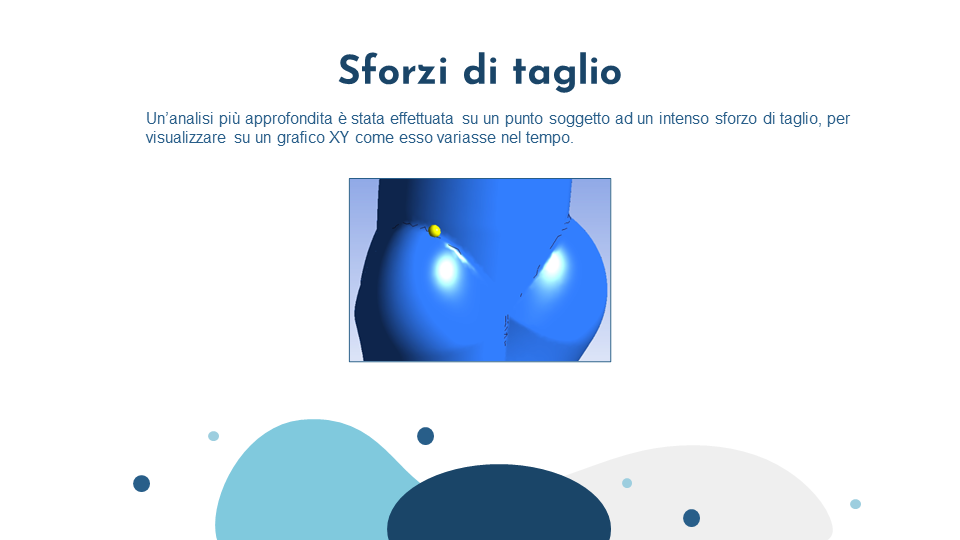 Sforzi di taglio
Un’analisi più approfondita è stata effettuata su un punto soggetto ad un intenso sforzo di taglio, per
visualizzare su un grafico XY come esso variasse nel tempo.